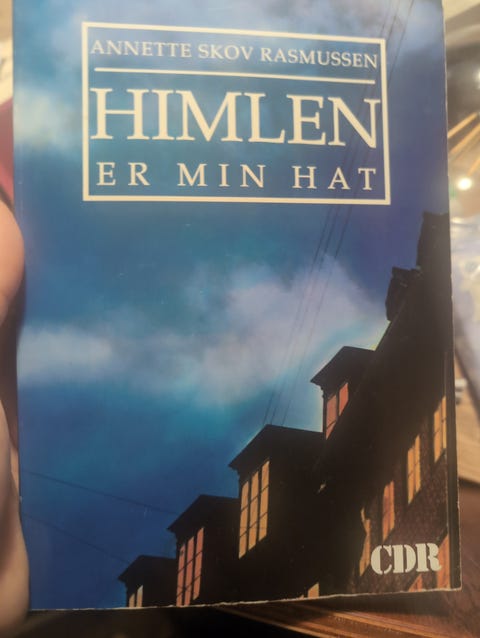 ANNETTE SKOV RASMUSSEN
HIMLEN
ER MIN HAT
CDR